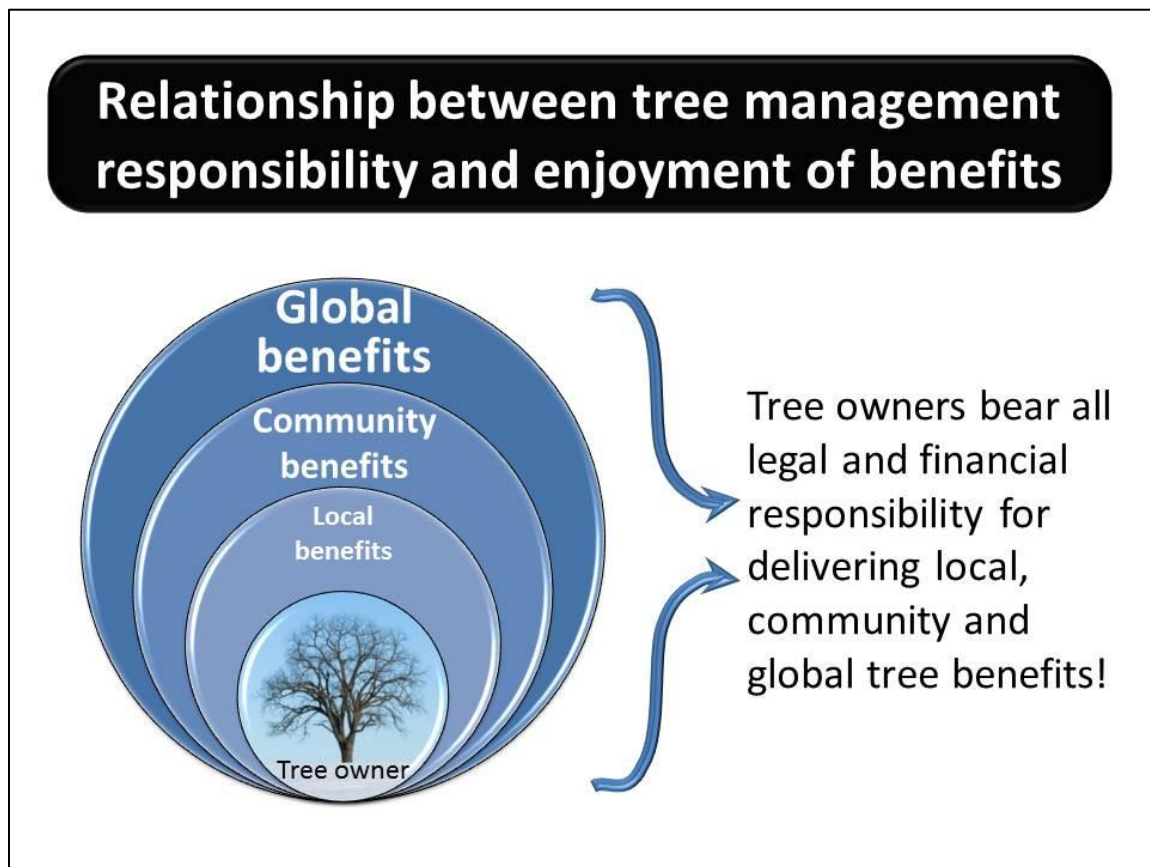 Relationship between tree management
responsibility and enjoyment of benefits
Global
benefits
Community
benefits
Local
benefits
Tree owner
Tree owners bear all
legal and financial
responsibility for
delivering local,
community and
global tree benefits!